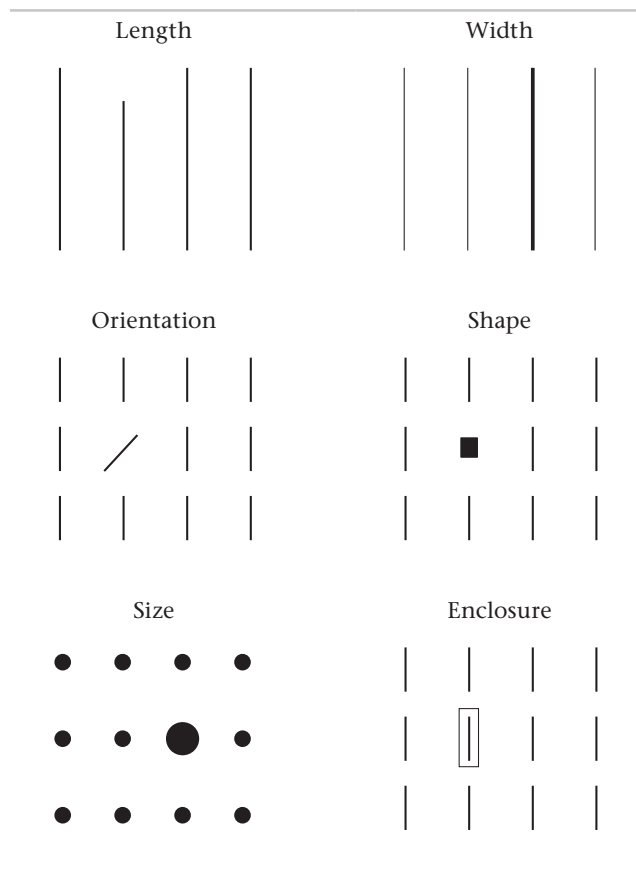 Length
Width
Orientation
Shape
Size
Enclosure